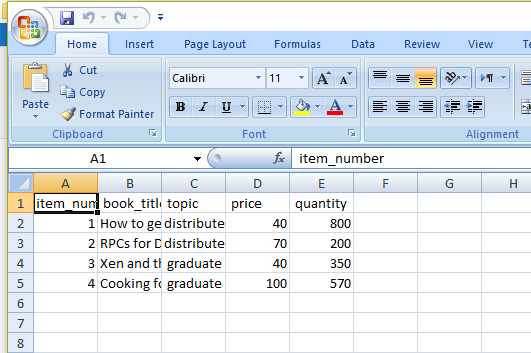 Home Insert Page Layout Formulas Data Review View
Cut
Copy
Paste
Format Painter
Calibri 11 A A
B I U A
Clipboard Font Alignment
A1 fx item_number
A B C D E F G H
1 item_num book_title topic price quantity
2 1 How to ge distribute 40 800
3 2 RPCs for D distribute 70 200
4 3 Xen and th graduate 40 350
5 4 Cooking fo graduate 100 570
6
7
8